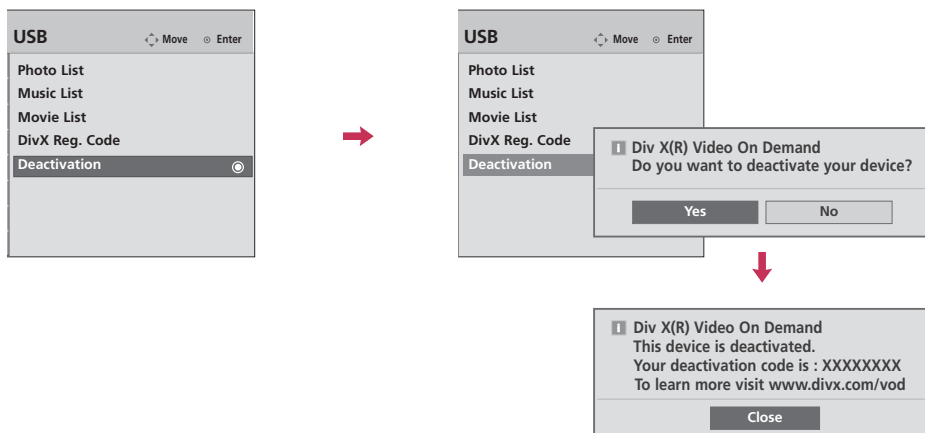 USB Move Enter
Photo List
Music List
Movie List
DivX Reg. Code
Deactivation
USB Move Enter
Photo List
Music List
Movie List
DivX Reg. Code
Deactivation
Div X(R) Video On Demand
Do you want to deactivate your device?
Yes No
Div X(R) Video On Demand
This device is deactivated.
Your deactivation code is : XXXXXXXX
To learn more visit www.divx.com/vod
Close